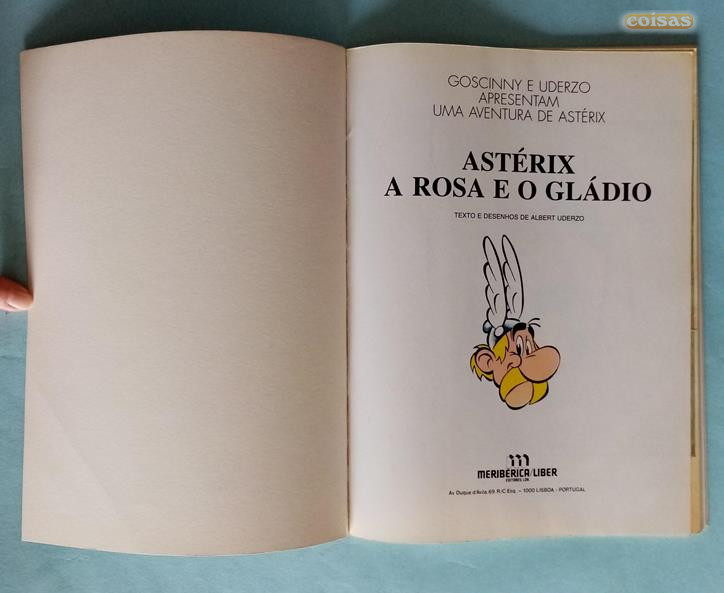 coisas
GOSCINNY E UDERZO
APRESENTAM
UMA AVENTURA DE ASTÉRIX
ASTÉRIX
A ROSA E O GLÁDIO
TEXTO E DESENHOS DE ALBERT UDERZO
MERIBÉRICA/LIBER
EDITORES, LDA.
Av. Duque d'Ávila, 69, R/C Esq. – 1000 LISBOA - PORTUGAL